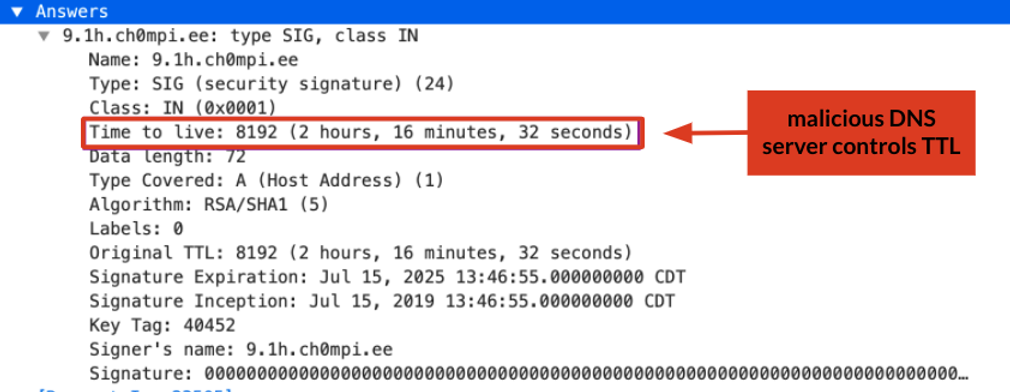 ▼ Answers
▼ 9.1h.ch0mpi.ee: type SIG, class IN
Name: 9.1h.ch0mpi.ee
Type: SIG (security signature) (24)
Class: IN (0x0001)
Time to live: 8192 (2 hours, 16 minutes, 32 seconds)
malicious DNS
server controls TTL
Data length: 72
Type Covered: A (Host Address) (1)
Algorithm: RSA/SHA1 (5)
Labels: 0
Original TTL: 8192 (2 hours, 16 minutes, 32 seconds)
Signature Expiration: Jul 15, 2025 13:46:55.000000000 CDT
Signature Inception: Jul 15, 2019 13:46:55.000000000 CDT
Key Tag: 40452
Signer's name: 9.1h.ch0mpi.ee
Signature: 0000000000000000000000000000000000000000000000000000000000000000…